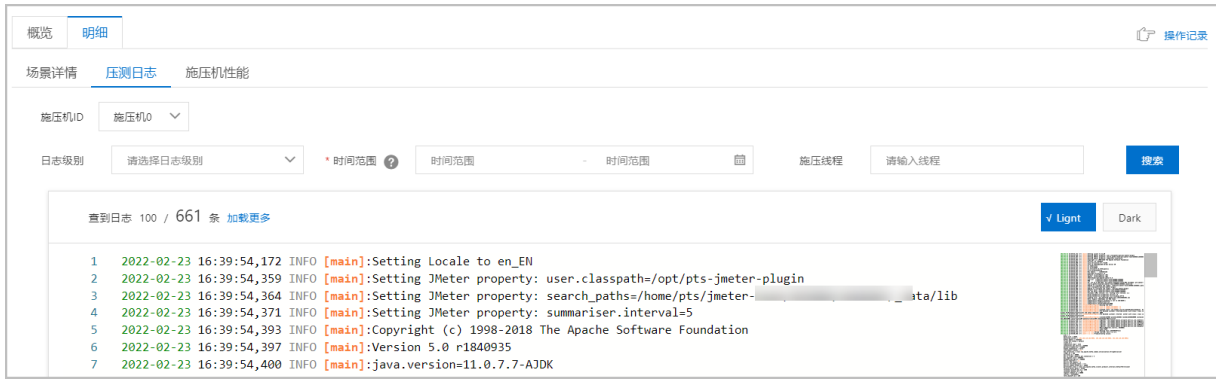 概览 明细 操作记录
场景详情 压测日志 施压机性能
施压机ID 施压机0
日志级别 请选择日志级别 * 时间范围 ? 时间范围 - 时间范围 施压线程 请输入线程 搜索
查到日志 100 / 661 条 加载更多 √ Lignt Dark
1 2022-02-23 16:39:54,172 INFO [main]:Setting Locale to en_EN
2 2022-02-23 16:39:54,359 INFO [main]:Setting JMeter property: user.classpath=/opt/pts-jmeter-plugin
3 2022-02-23 16:39:54,364 INFO [main]:Setting JMeter property: search_paths=/home/pts/jmeter- ata/lib
4 2022-02-23 16:39:54,371 INFO [main]:Setting JMeter property: summariser.interval=5
5 2022-02-23 16:39:54,393 INFO [main]:Copyright (c) 1998-2018 The Apache Software Foundation
6 2022-02-23 16:39:54,397 INFO [main]:Version 5.0 r1840935
7 2022-02-23 16:39:54,400 INFO [main]:java.version=11.0.7.7-AJDK